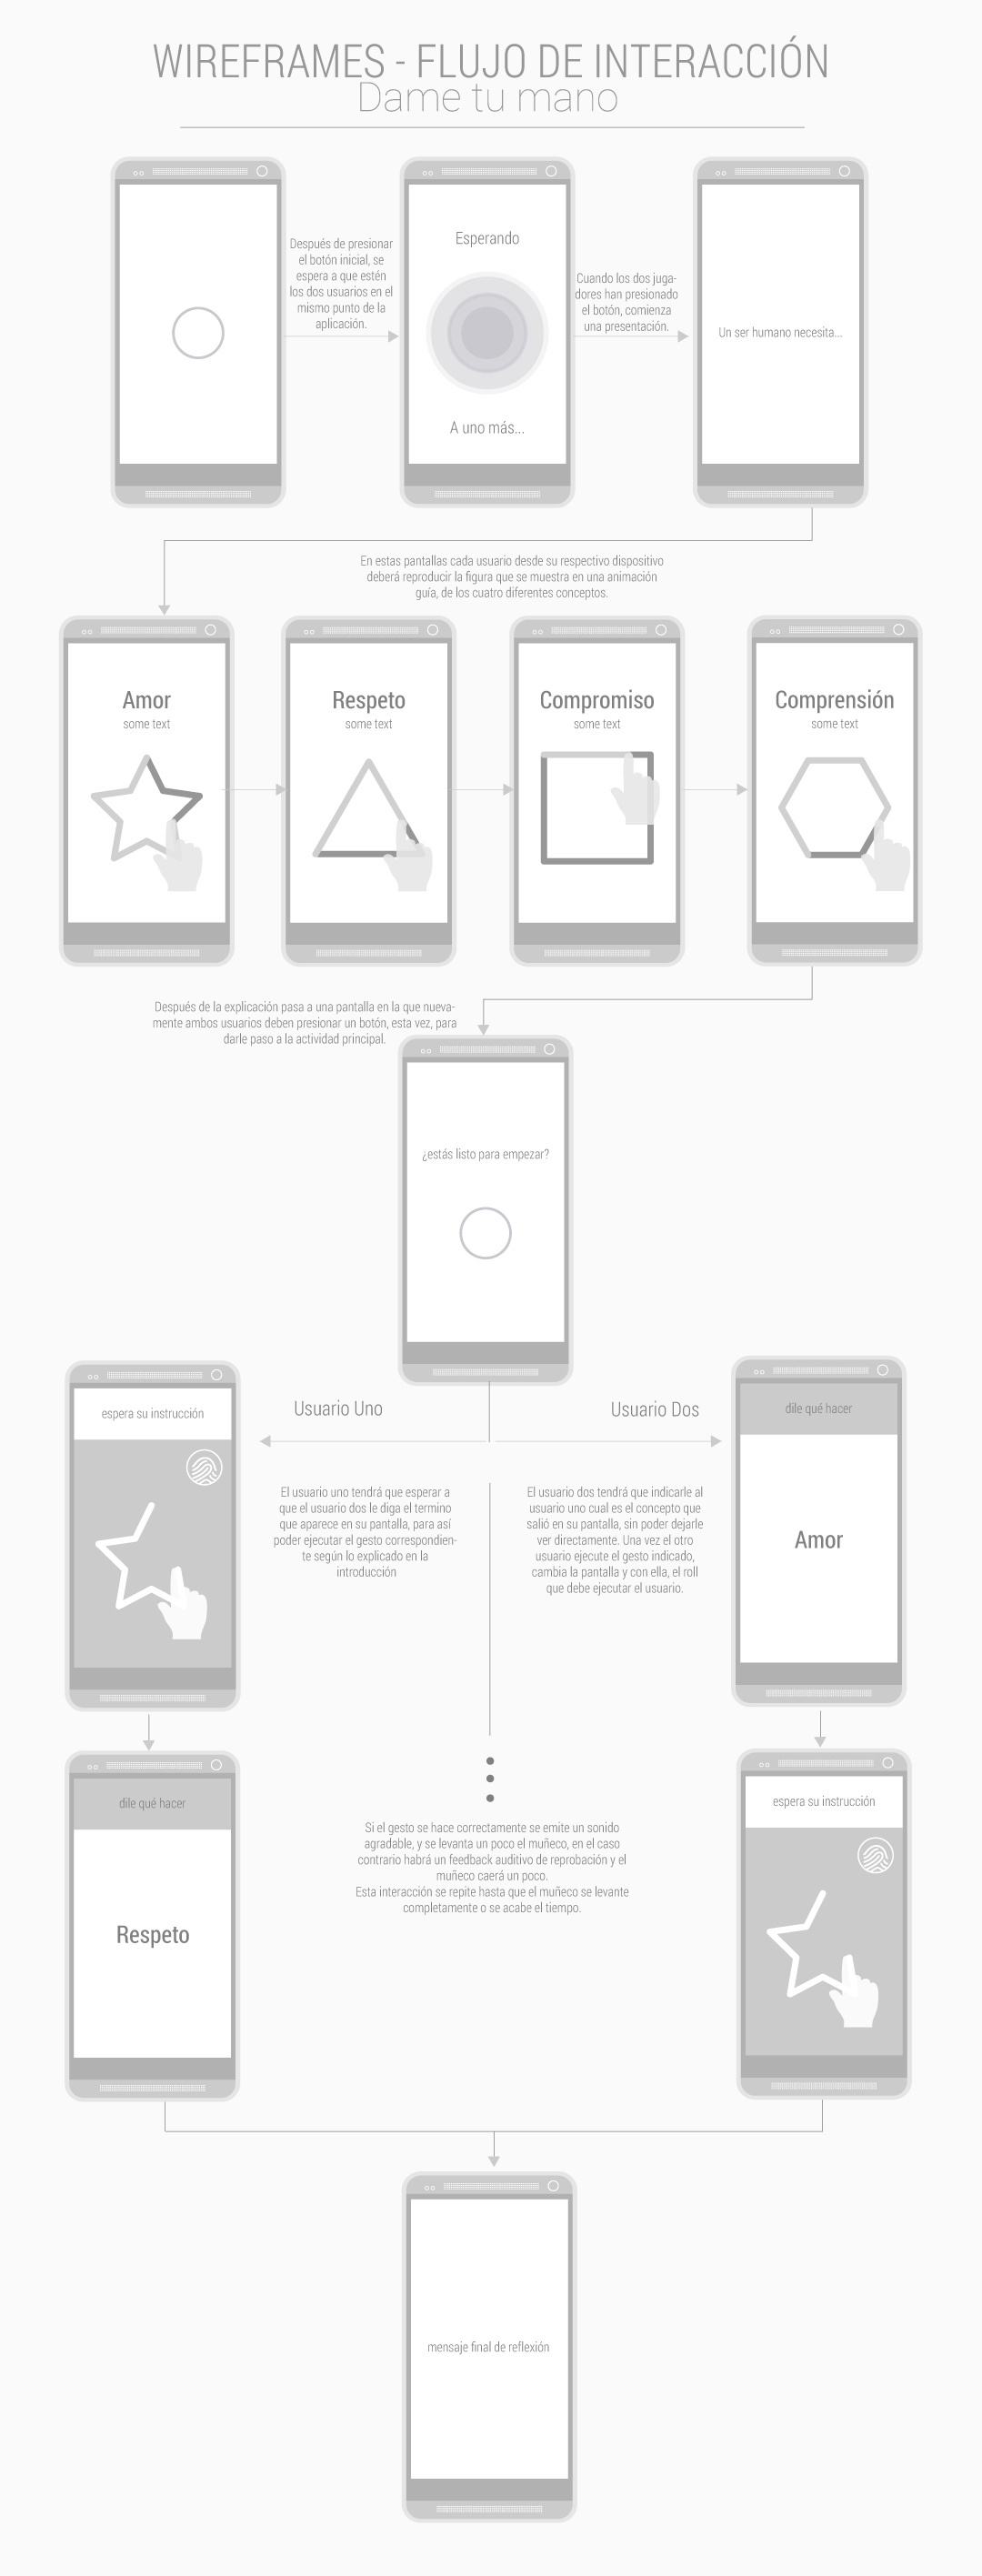 WIREFRAMES - FLUJO DE INTERACCIÓN
Dame tu mano
Después de presionar
el botón inicial, se
espera a que estén
los dos usuarios en el
mismo punto de la
aplicación.
Esperando
A uno más...
Cuando los dos juga-
dores han presionado
el botón, comienza
una presentación.
Un ser humano necesita...
En estas pantallas cada usuario desde su respectivo dispositivo
deberá reproducir la figura que se muestra en una animación
guía, de los cuatro diferentes conceptos.
Amor
some text
Respeto
some text
Compromiso
some text
Comprensión
some text
Después de la explicación pasa a una pantalla en la que nueva-
mente ambos usuarios deben presionar un botón, esta vez, para
darle paso a la actividad principal.
¿estás listo para empezar?
Usuario Uno
Usuario Dos
espera su instrucción
El usuario uno tendrá que esperar a
que el usuario dos le diga el termino
que aparece en su pantalla, para así
poder ejecutar el gesto correspondien-
te según lo explicado en la
introducción
El usuario dos tendrá que indicarle al
usuario uno cual es el concepto que
salió en su pantalla, sin poder dejarle
ver directamente. Una vez el otro
usuario ejecute el gesto indicado,
cambia la pantalla y con ella, el roll
que debe ejecutar el usuario.
dile qué hacer
Amor
dile qué hacer
Respeto
Si el gesto se hace correctamente se emite un sonido
agradable, y se levanta un poco el muñeco, en el caso
contrario habrá un feedback auditivo de reprobación y el
muñeco caerá un poco.
Esta interacción se repite hasta que el muñeco se levante
completamente o se acabe el tiempo.
espera su instrucción
mensaje final de reflexión